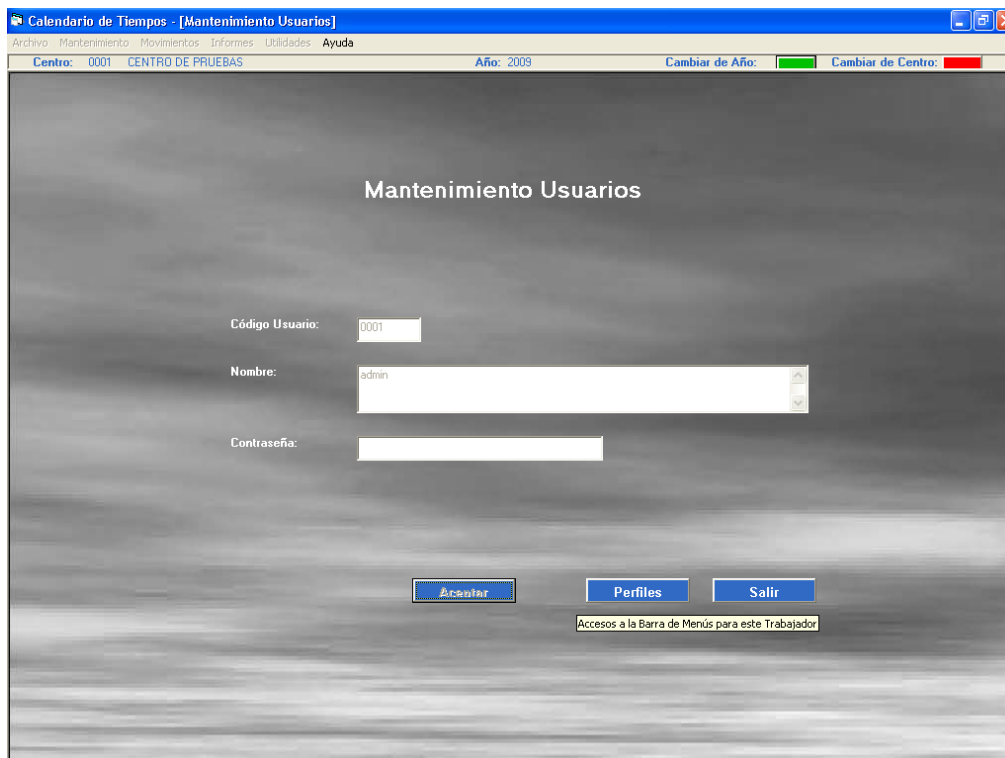 Calendario de Tiempos - [Mantenimiento Usuarios]
Archivo Mantenimiento Movimientos Informes Utilidades Ayuda
Centro: 0001 CENTRO DE PRUEBAS Año: 2009 Cambiar de Año: Cambiar de Centro:
Mantenimiento Usuarios
Código Usuario: 0001
Nombre: admin
Contraseña:
Aceptar Perfiles Salir
Accesos a la Barra de Menús para este Trabajador